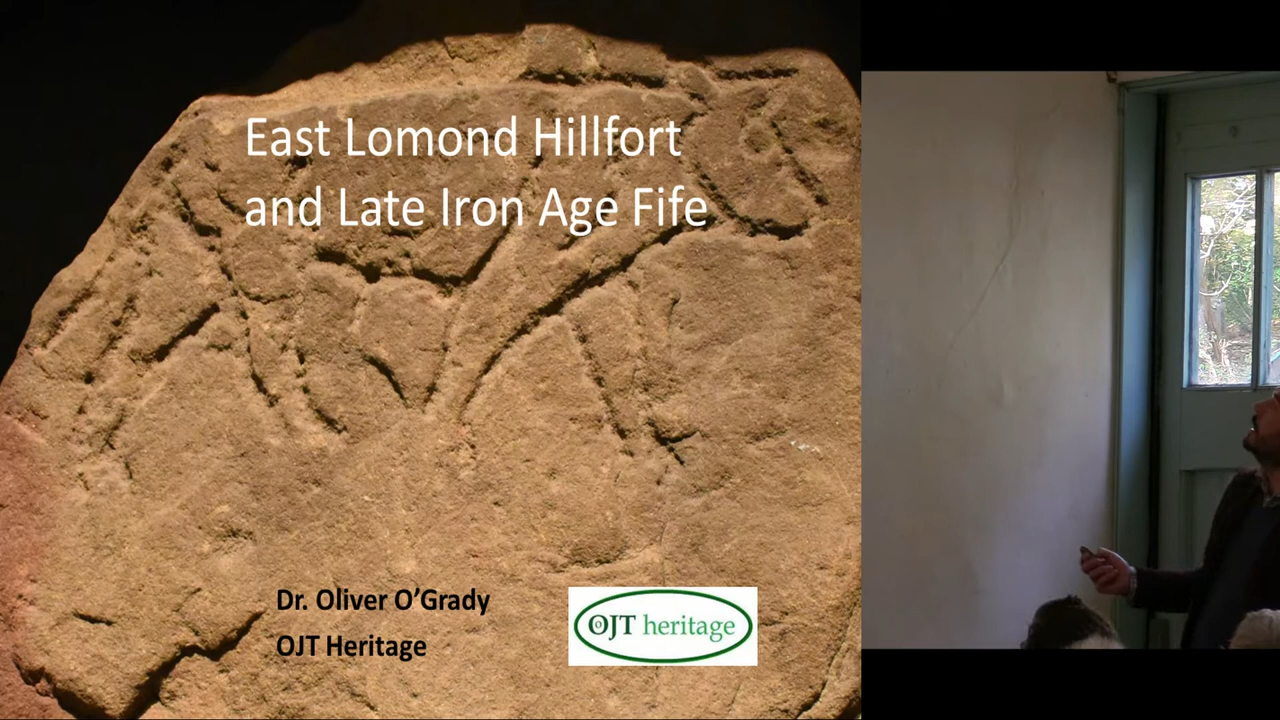 East Lomond Hillfort
and Late Iron Age Fife
Dr. Oliver O’Grady
OJT Heritage
OJT heritage